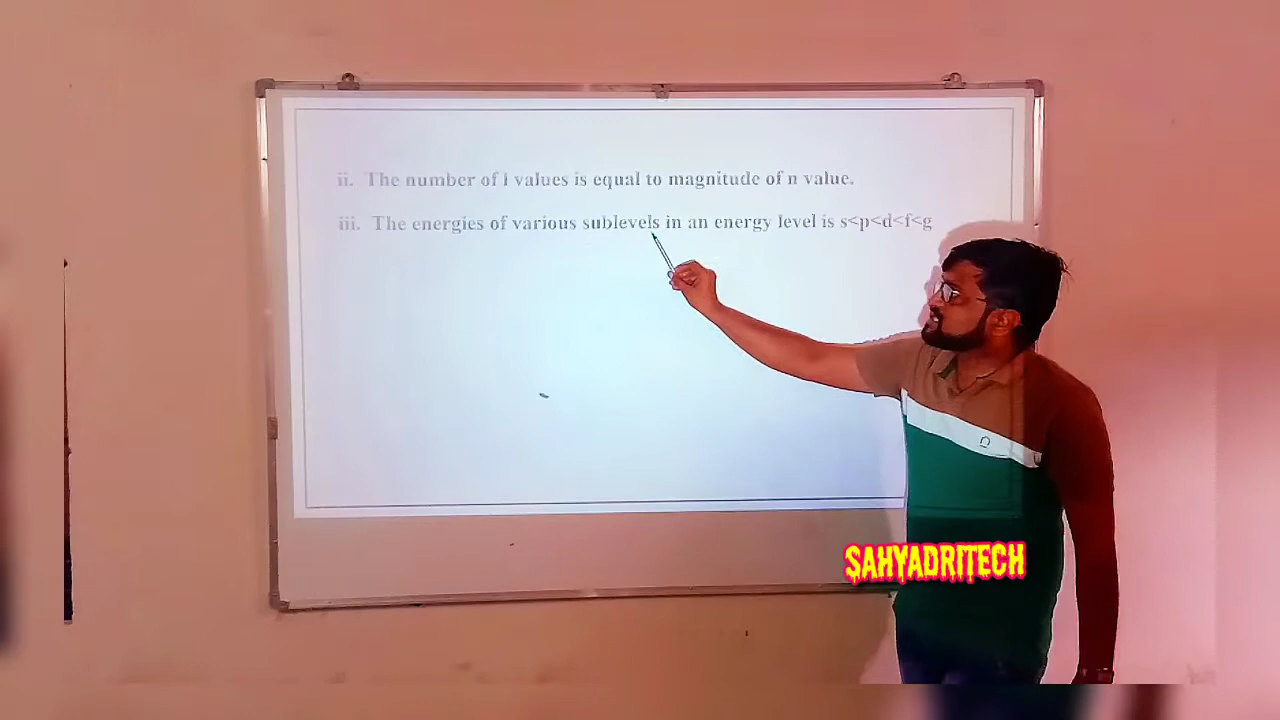 ii. The number of l values is equal to magnitude of n value.
iii. The energies of various sublevels in an energy level is s<p<d<f<g
SAHYADRITECH